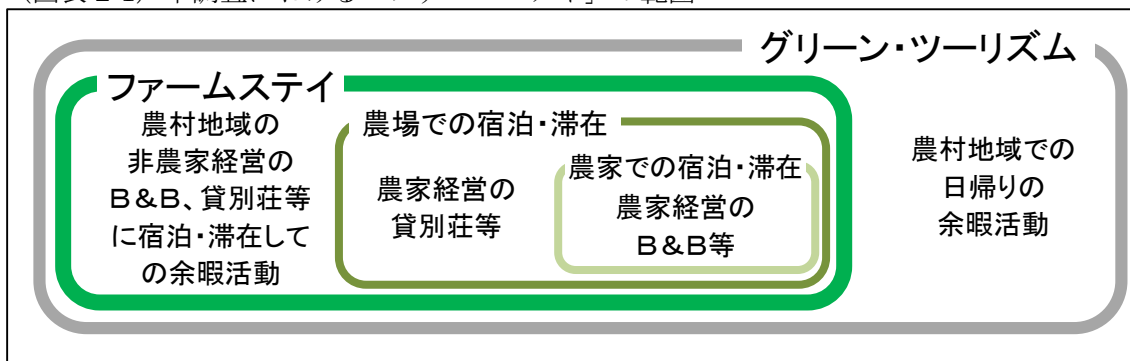 グリーン・ツーリズム
ファームステイ
農村地域の
非農家経営の
B&B、貸別荘等
に宿泊・滞在して
の余暇活動
農場での宿泊・滞在
農家経営の
貸別荘等
農家での宿泊・滞在
農家経営の
B&B等
農村地域での
日帰りの
余暇活動